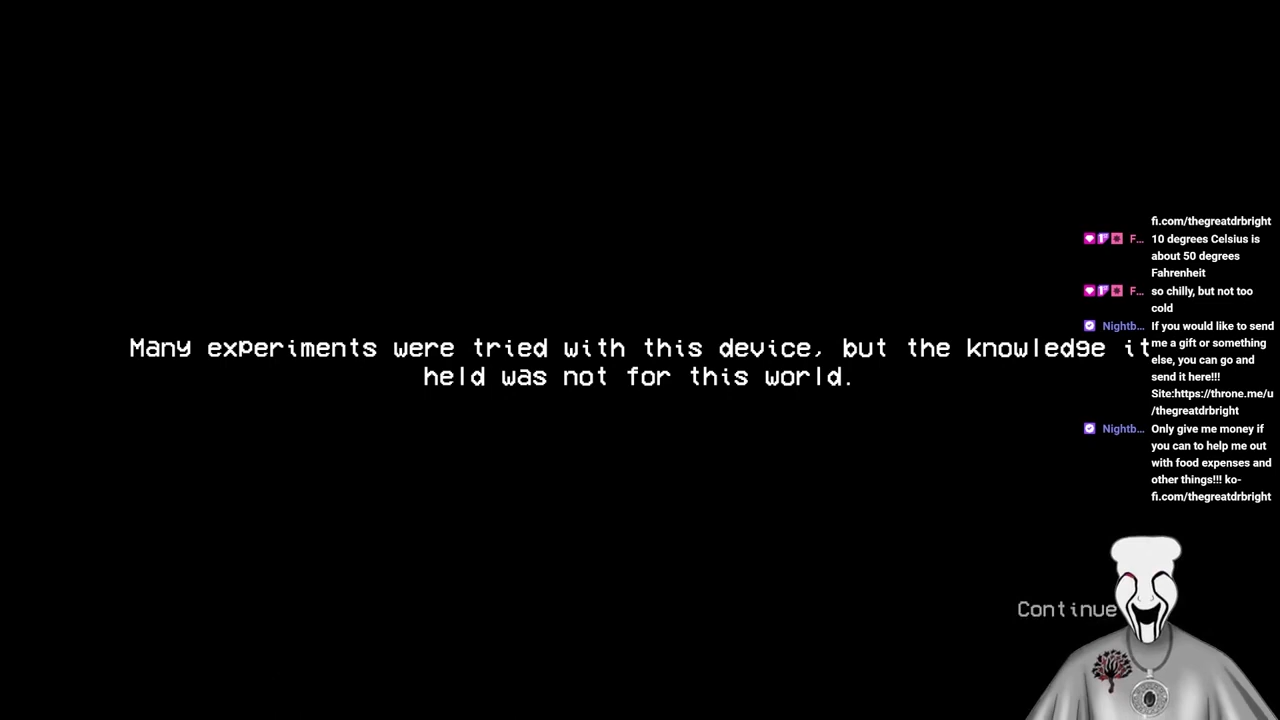 Many experiments were tried with this device, but the knowledge it
held was not for this world.
fi.com/thegreatdrbright
F... 10 degrees Celsius is
about 50 degrees
Fahrenheit
F... so chilly, but not too
cold
Nightb... If you would like to send
me a gift or something
else, you can go and
send it here!!!
Site:https://throne.me/u
/thegreatdrbright
Nightb... Only give me money if
you can to help me out
with food expenses and
other things!!! ko-
fi.com/thegreatdrbright
Continue